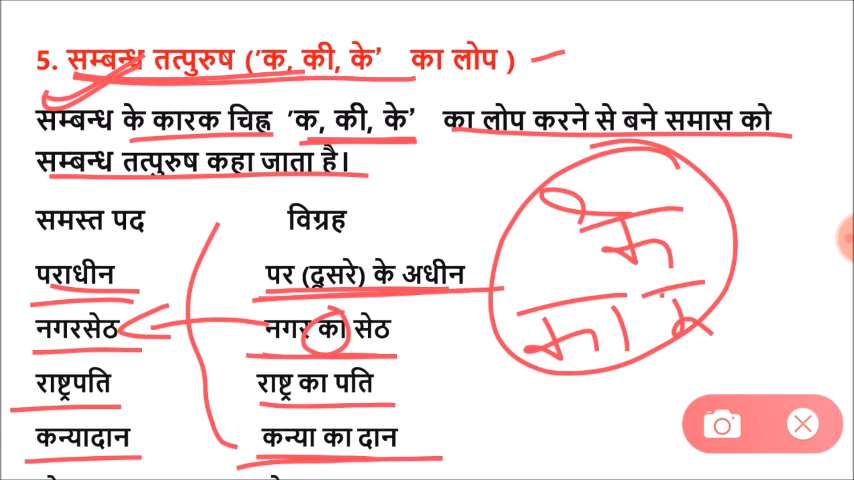 5. सम्बन्ध तत्पुरुष (’क, की, के’ का लोप )
सम्बन्ध के कारक चिह्न ’क, की, के’ का लोप करने से बने समास को
सम्बन्ध तत्पुरुष कहा जाता है।
समस्त पद विग्रह
पराधीन पर (दुसरे) के अधीन
नगरसेठ नगर का सेठ
राष्ट्रपति राष्ट्र का पति
कन्यादान कन्या का दान